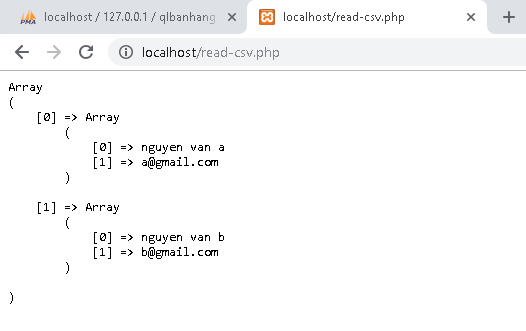 PMA localhost / 127.0.0.1 / qlbanhang
localhost/read-csv.php
localhost/read-csv.php
Array
(
    [0] => Array
        (
            [0] => nguyen van a
            [1] => a@gmail.com
        )

    [1] => Array
        (
            [0] => nguyen van b
            [1] => b@gmail.com
        )

)